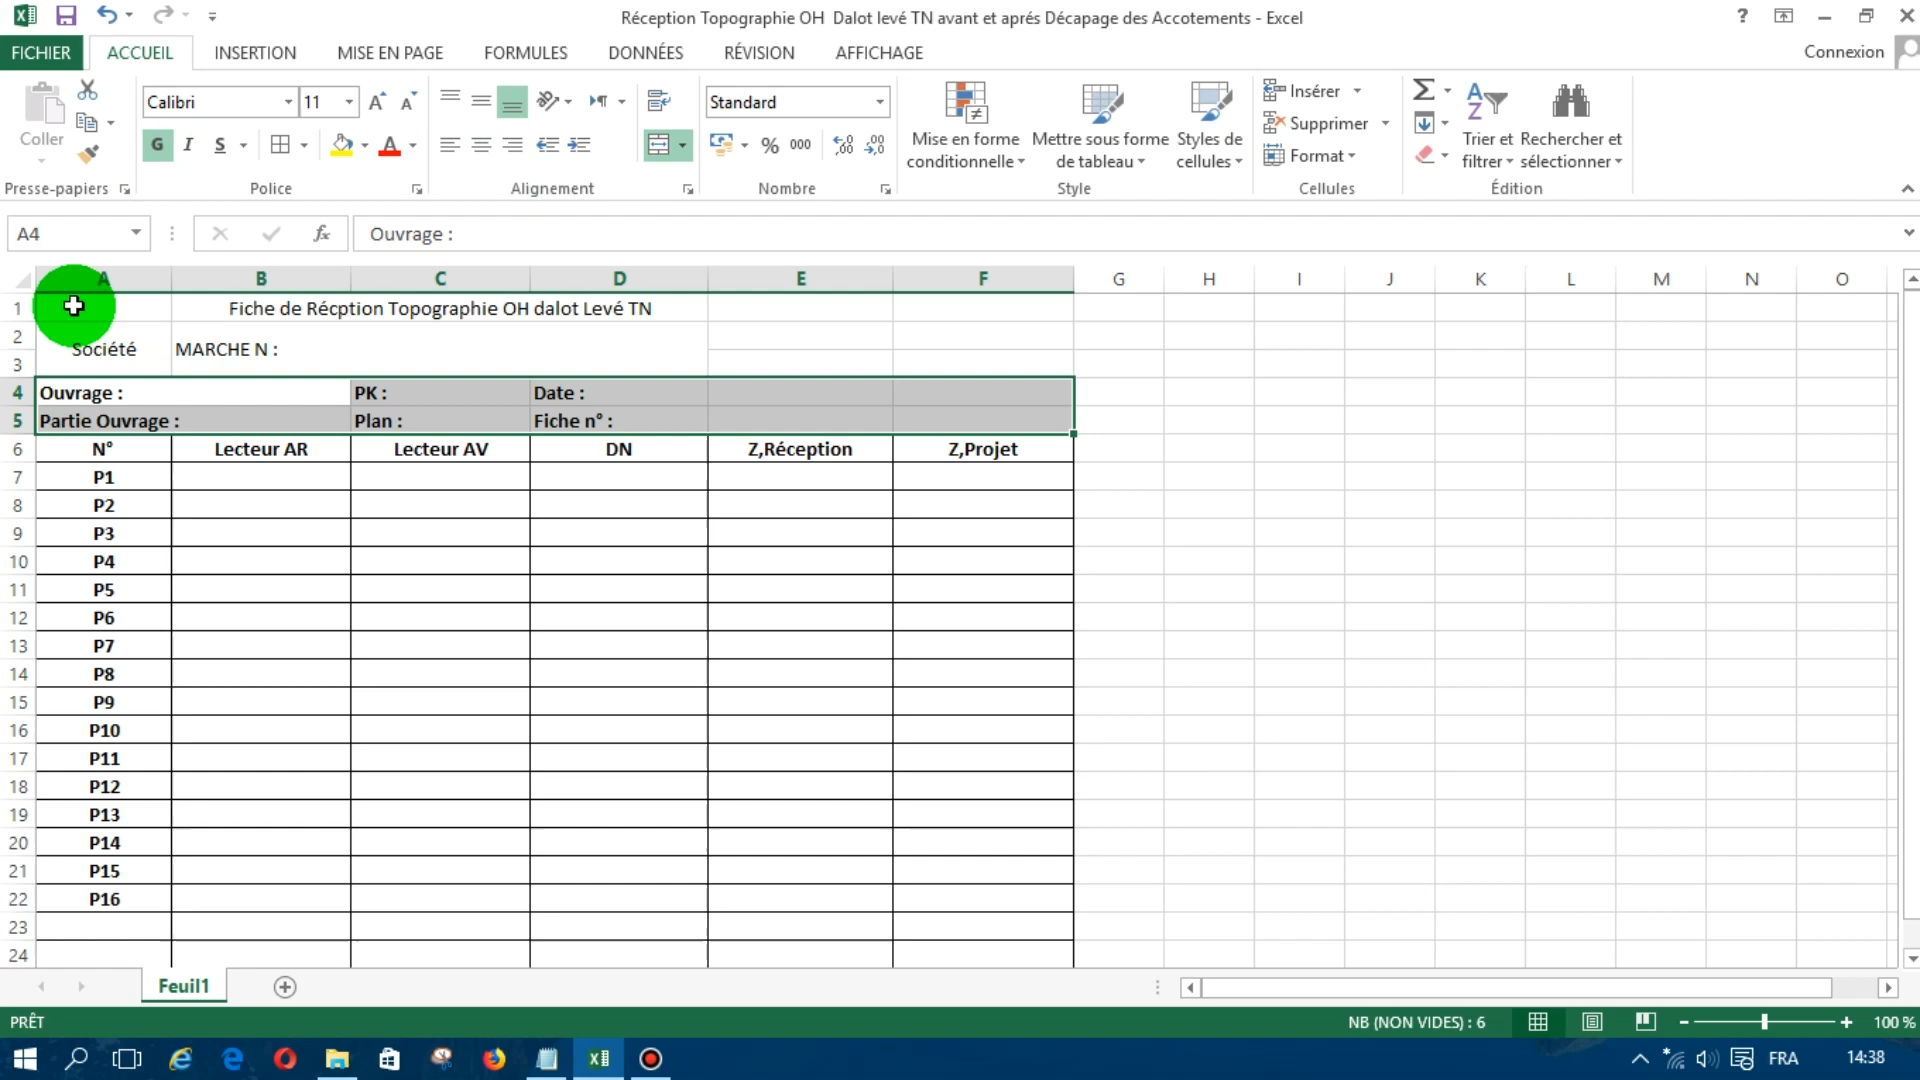 Réception Topographie OH  Dalot levé TN avant et aprés Décapage des Accotements - Excel
?
FICHIER ACCUEIL INSERTION MISE EN PAGE FORMULES DONNÉES RÉVISION AFFICHAGE Connexion
Coller
Calibri 11
G I S
Standard
% 000
Mise en forme conditionnelle
Mettre sous forme de tableau
Styles de cellules
Insérer
Supprimer
Format
Trier et filtrer
Rechercher et sélectionner
Presse-papiers Police Alignement Nombre Style Cellules Édition
A4 fx Ouvrage :
A B C D E F G H I J K L M N O
1 Fiche de Récption Topographie OH dalot Levé TN
2
Société MARCHE N :
3
4 Ouvrage : PK : Date :
5 Partie Ouvrage : Plan : Fiche n° :
6 N° Lecteur AR Lecteur AV DN Z,Réception Z,Projet
7 P1
8 P2
9 P3
10 P4
11 P5
12 P6
13 P7
14 P8
15 P9
16 P10
17 P11
18 P12
19 P13
20 P14
21 P15
22 P16
23
24
Feuil1
PRÊT NB (NON VIDES) : 6 100 %
FRA 14:38